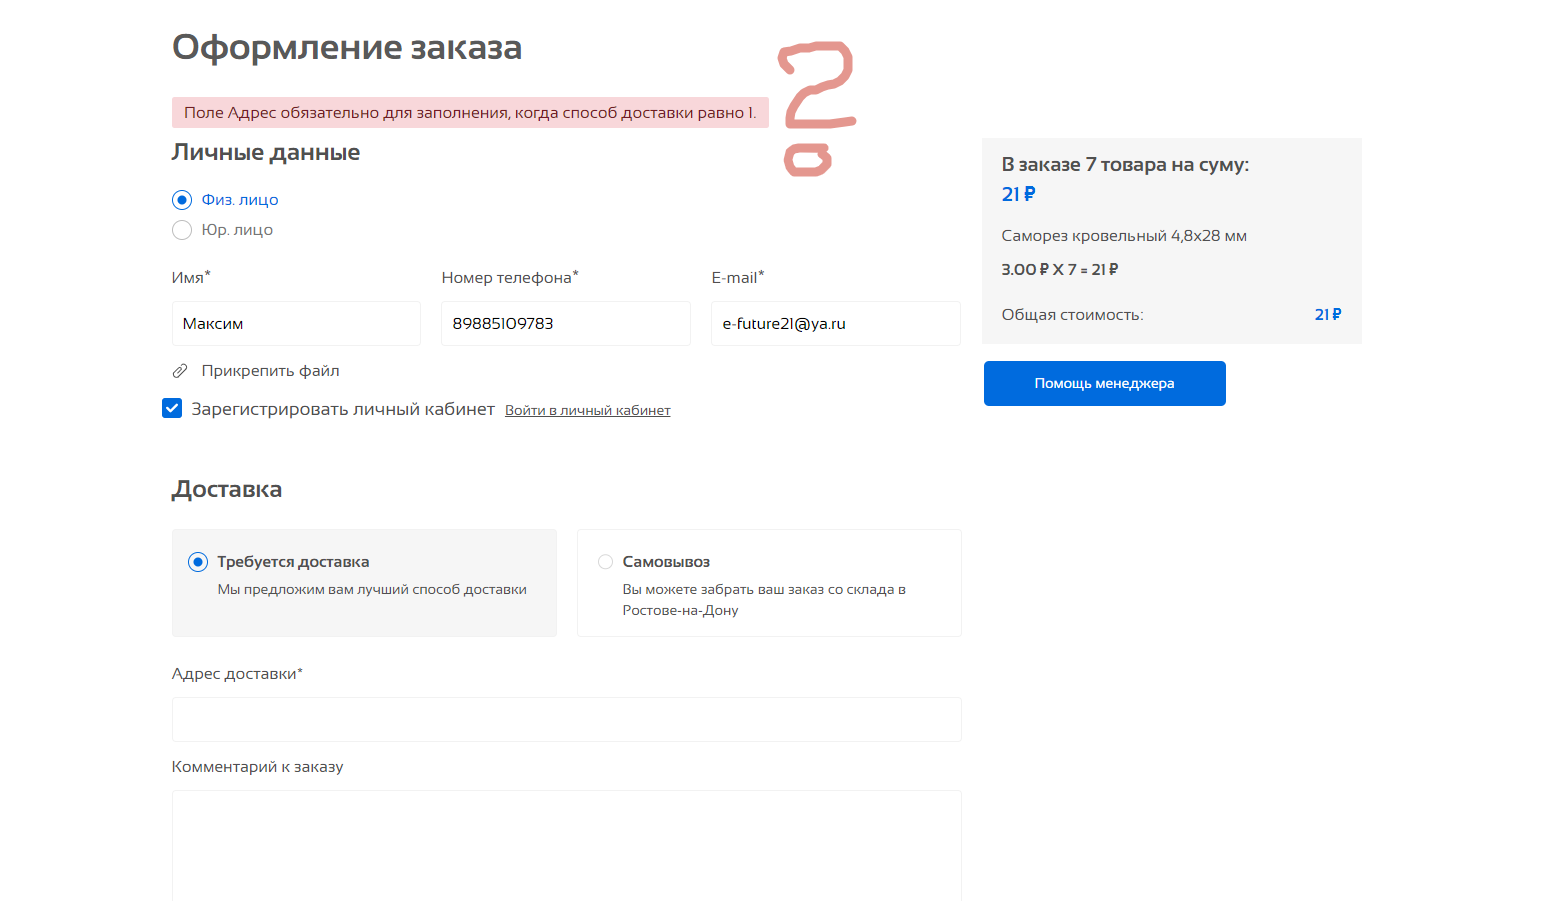 Оформление заказа
?
Поле Адрес обязательно для заполнения, когда способ доставки равно 1.
Личные данные
Физ. лицо
Юр. лицо
Имя*
Номер телефона*
E-mail*
Максим
89885109783
e-future21@ya.ru
Прикрепить файл
Зарегистрировать личный кабинет Войти в личный кабинет
В заказе 7 товара на сумму:
21 ₽
Саморез кровельный 4,8х28 мм
3.00 ₽ X 7 = 21 ₽
Общая стоимость: 21 ₽
Помощь менеджера
Доставка
Требуется доставка
Мы предложим вам лучший способ доставки
Самовывоз
Вы можете забрать ваш заказ со склада в
Ростове-на-Дону
Адрес доставки*
Комментарий к заказу